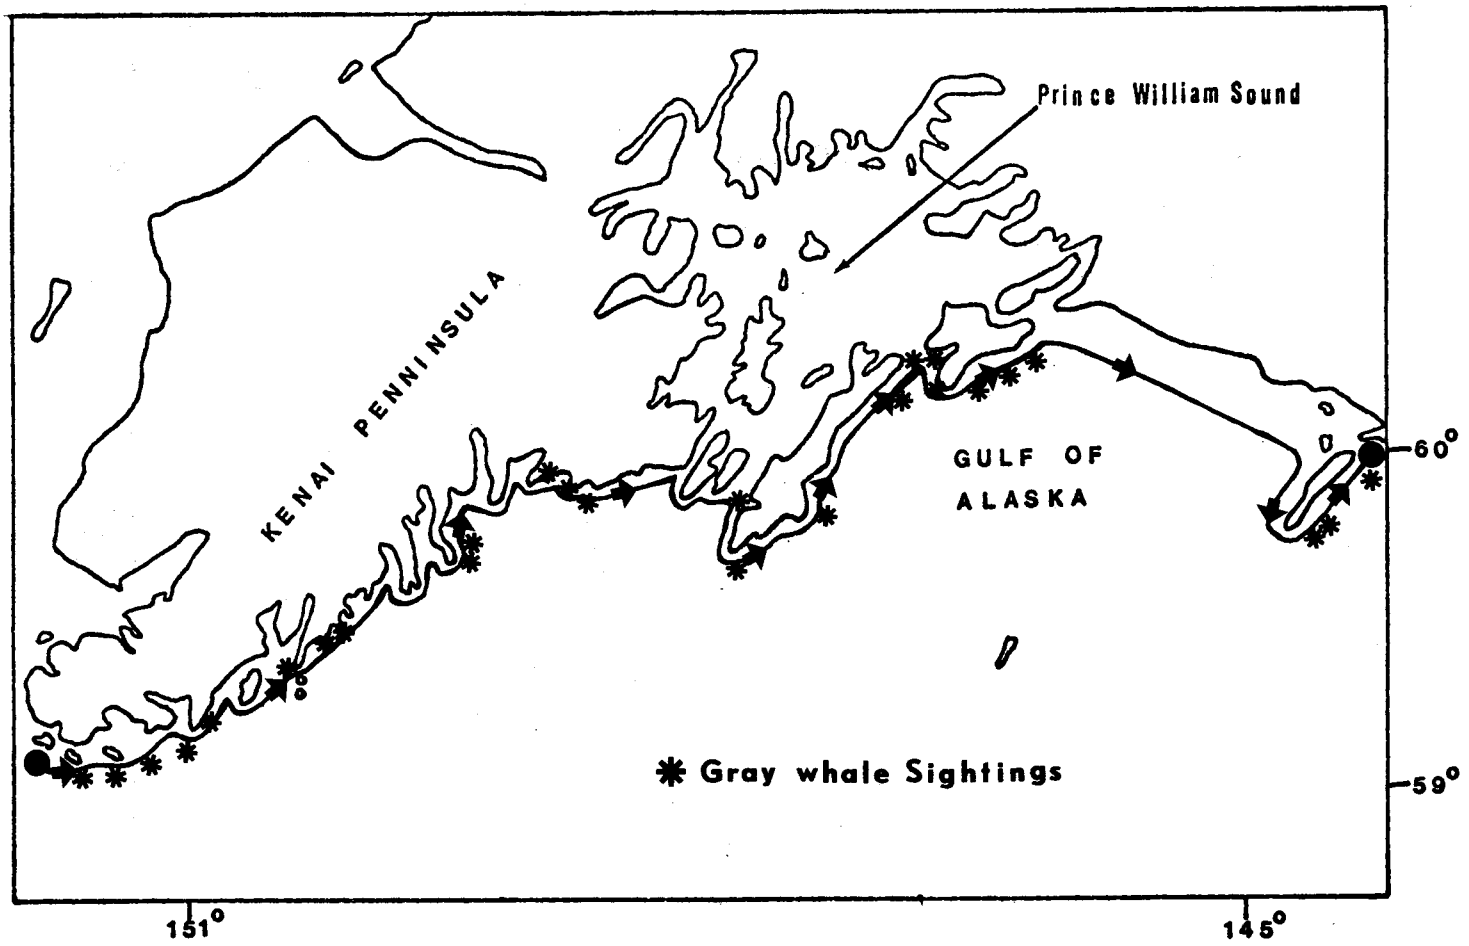 Prince William Sound
KENAI PENNINSULA
GULF OF
ALASKA
60°
✱ Gray whale Sightings
59°
151°
145°